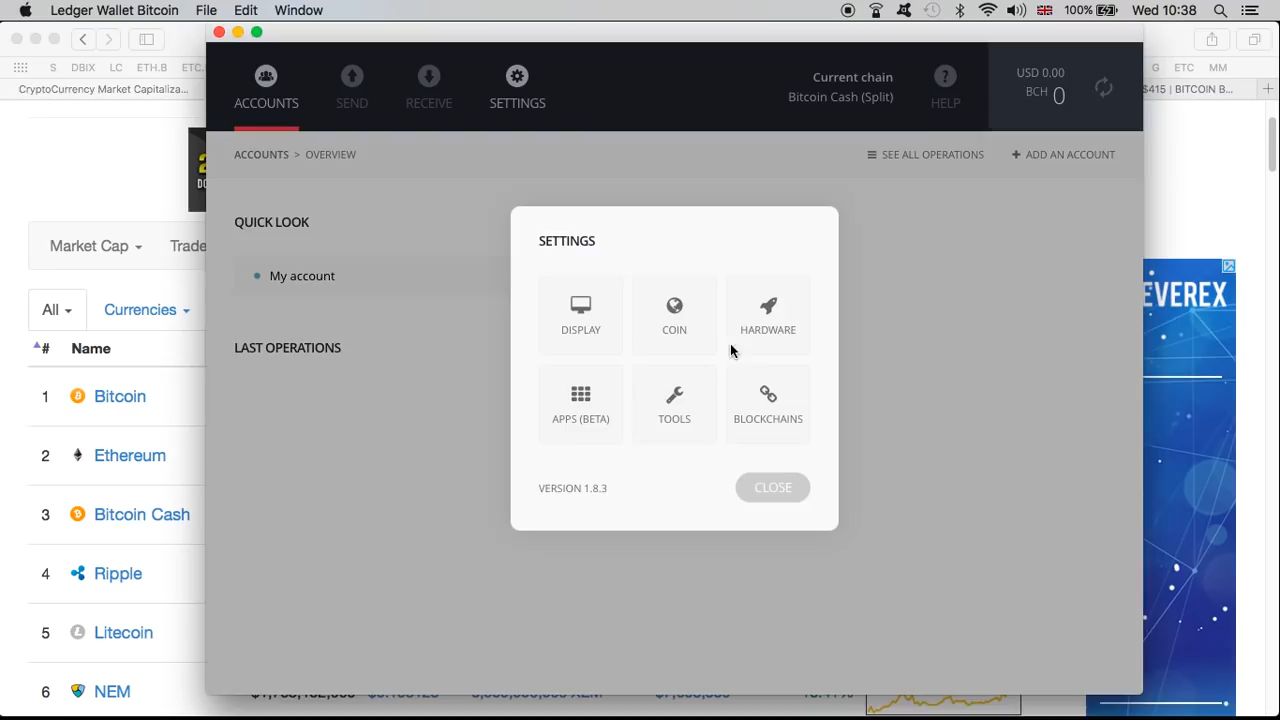 Ledger Wallet Bitcoin File Edit Window 100% Wed 10:38
S DBIX LC ETH.B ETC. G ETC MM
CryptoCurrency Market Capitaliza... $415 | BITCOIN B...
ACCOUNTS SEND RECEIVE SETTINGS
Current chain
Bitcoin Cash (Split)
HELP
USD 0.00
BCH 0
ACCOUNTS > OVERVIEW
SEE ALL OPERATIONS
+ ADD AN ACCOUNT
QUICK LOOK
My account
LAST OPERATIONS
SETTINGS
DISPLAY COIN HARDWARE
APPS (BETA) TOOLS BLOCKCHAINS
VERSION 1.8.3
CLOSE
Market Cap Trade
All Currencies
# Name
1 Bitcoin
2 Ethereum
3 Bitcoin Cash
4 Ripple
5 Litecoin
6 NEM
EVEREX